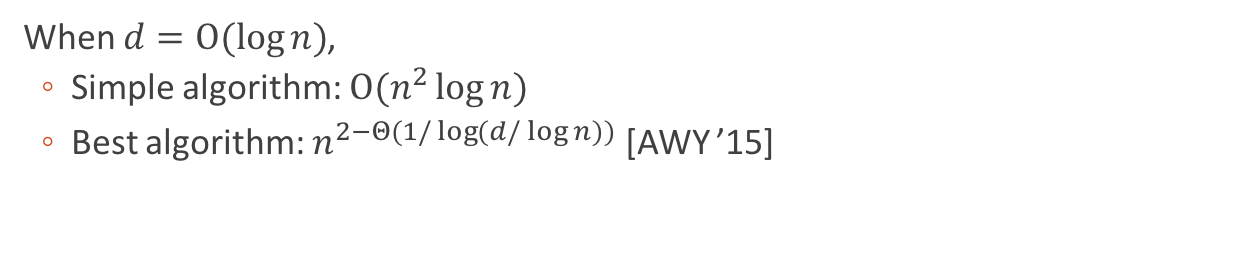 When d = O(log n),
◦ Simple algorithm: O(n² log n)
◦ Best algorithm: n^{2−Θ(1/ log(d/ log n))} [AWY’15]